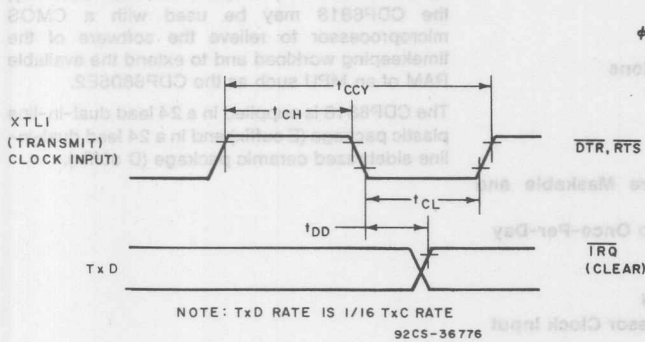 the CDP6818 may be used with a CMOS
microprocessor to relieve the software of the
timekeeping workload and to extend the available
RAM of an MPU such as the CDP6805E2.
The CDP6818 is supplied in a 24 lead dual-in-line
plastic package (E suffix) and in a 24 lead dual-in-
line sidebrazed ceramic package (D
φ
ions
tCCY
tCH
XTLI
(TRANSMIT)
CLOCK INPUT)
DTR, RTS
re Maskable and
tCL
Once-Per-Day
tDD
IRQ
(CLEAR)
TxD
NOTE: TxD RATE IS 1/16 TxC RATE
ssor Clock Input
92CS-36776